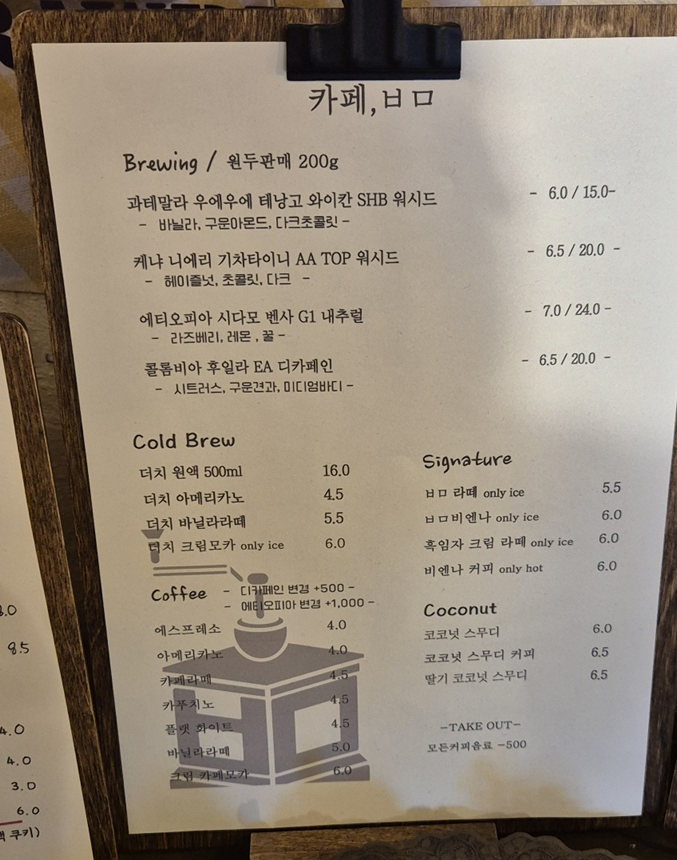 카페,ㅂㅁ
Brewing / 원두판매 200g
과테말라 우에우에 테낭고 와이칸 SHB 워시드 - 6.0 / 15.0-
- 바닐라, 구운아몬드, 다크초콜릿 -
케냐 니에리 기차타이니 AA TOP 워시드 - 6.5 / 20.0 -
- 헤이즐넛, 초콜릿, 다크 -
에티오피아 시다모 벤사 G1 내추럴 - 7.0 / 24.0 -
- 라즈베리, 레몬 , 꿀 -
콜롬비아 후일라 EA 디카페인 - 6.5 / 20.0 -
- 시트러스, 구운견과, 미디엄바디 -
Cold Brew
더치 원액 500ml 16.0
더치 아메리카노 4.5
더치 바닐라라떼 5.5
더치 크림모카 only ice 6.0
Coffee - 디카페인 변경 +500 -
- 에티오피아 변경 +1,000 -
에스프레소 4.0
아메리카노 4.0
카페라떼 4.5
카푸치노 4.5
플랫 화이트 4.5
바닐라라떼 5.0
크림 카페모카 6.0
Signature
ㅂㅁ 라떼 only ice 5.5
ㅂㅁ비엔나 only ice 6.0
흑임자 크림 라떼 only ice 6.0
비엔나 커피 only hot 6.0
Coconut
코코넛 스무디 6.0
코코넛 스무디 커피 6.5
딸기 코코넛 스무디 6.5
-TAKE OUT-
모든커피음료 -500
8.5
4.0
4.0
3.0
6.0
쿠키)